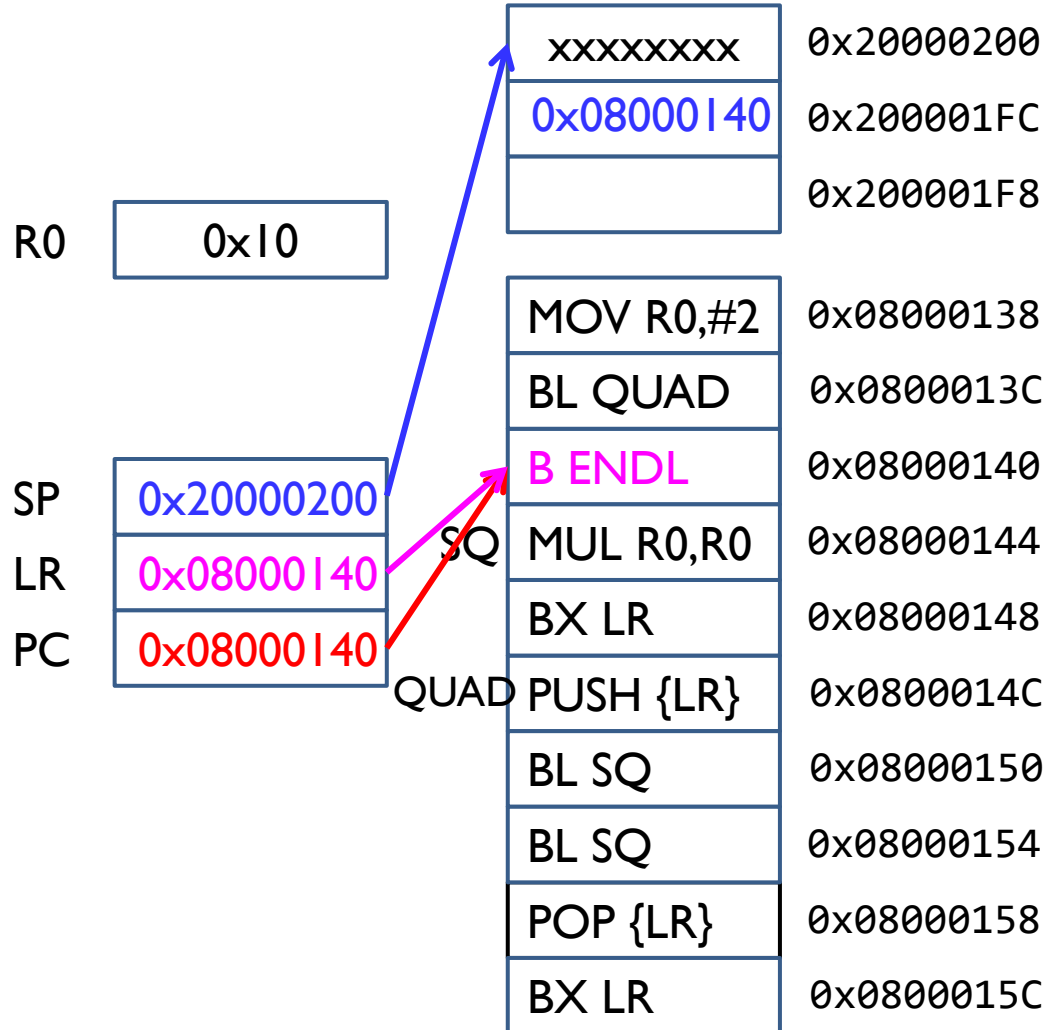 xxxxxxxx 0x20000200
0x08000140 0x200001FC
0x200001F8
R0 0x10
MOV R0,#2 0x08000138
BL QUAD 0x0800013C
SP 0x20000200 B ENDL 0x08000140
SQ MUL R0,R0 0x08000144
LR 0x08000140
BX LR 0x08000148
PC 0x08000140
QUAD PUSH {LR} 0x0800014C
BL SQ 0x08000150
BL SQ 0x08000154
POP {LR} 0x08000158
BX LR 0x0800015C